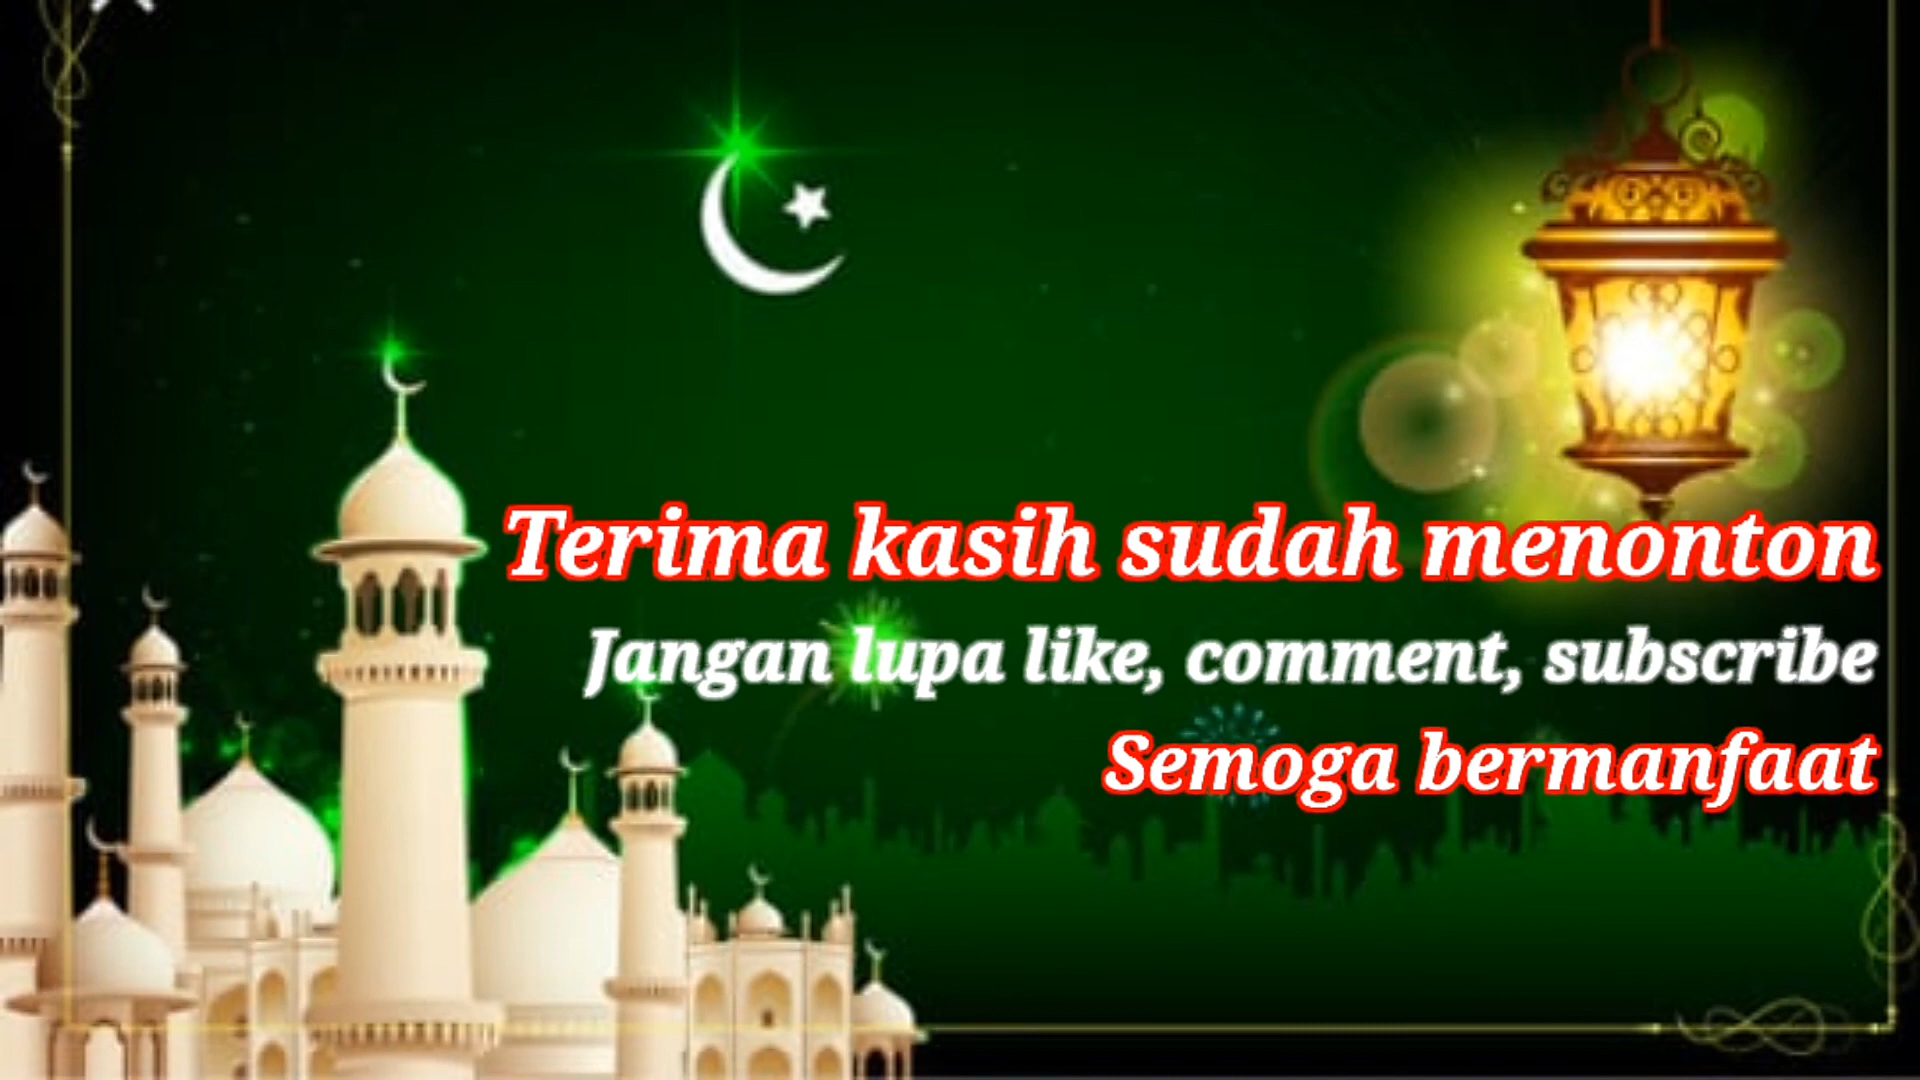 Terima kasih sudah menonton
Jangan lupa like, comment, subscribe
Semoga bermanfaat